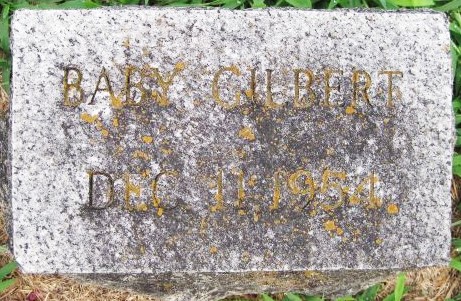 BABY GILBERT
DEC 11 1954